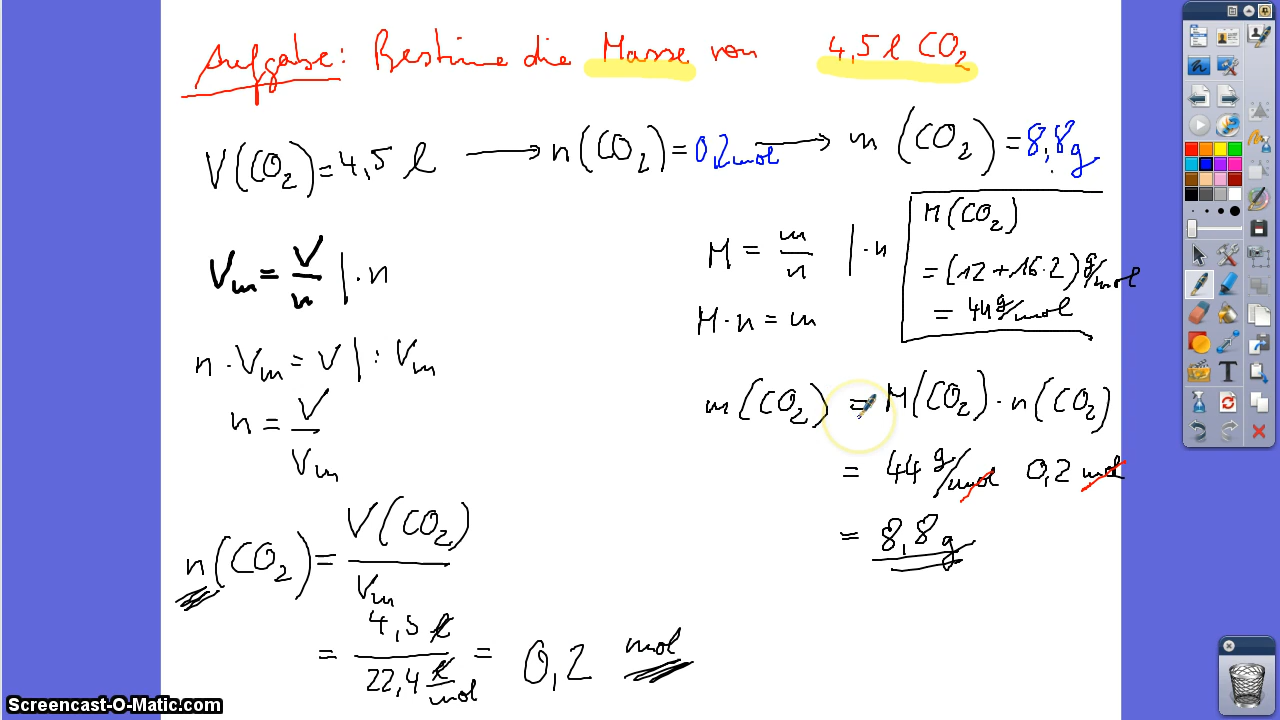 Aufgabe: Bestimme die Masse von 4,5 l CO₂
V(CO₂) = 4,5 l → n(CO₂) = 0,2 mol → m(CO₂) = 8,8 g
Vm = V/n | · n
n · Vm = V | : Vm
n = V/Vm
n(CO₂) = V(CO₂)/Vm
= 4,5 l / 22,4 l/mol = 0,2 mol
M = m/n | · n
M · n = m
M(CO₂)
= (12 + 16 · 2) g/mol
= 44 g/mol
m(CO₂) = M(CO₂) · n(CO₂)
= 44 g/mol 0,2 mol
= 8,8 g
Screencast-O-Matic.com